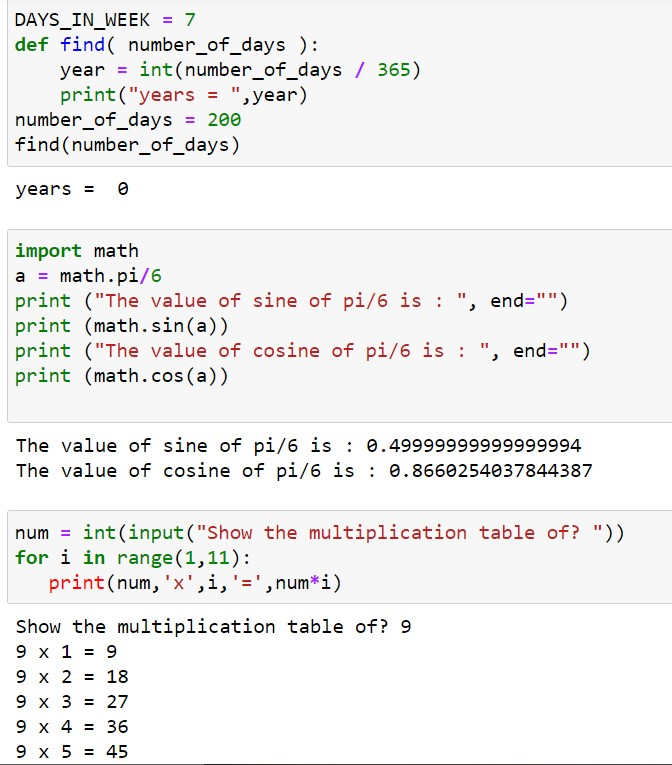 DAYS_IN_WEEK = 7
def find( number_of_days ):
    year = int(number_of_days / 365)
    print("years = ",year)
number_of_days = 200
find(number_of_days)
years =  0
import math
a = math.pi/6
print ("The value of sine of pi/6 is : ", end="")
print (math.sin(a))
print ("The value of cosine of pi/6 is : ", end="")
print (math.cos(a))
The value of sine of pi/6 is : 0.49999999999999994
The value of cosine of pi/6 is : 0.8660254037844387
num = int(input("Show the multiplication table of? "))
for i in range(1,11):
   print(num,'x',i,'=',num*i)
Show the multiplication table of? 9
9 x 1 = 9
9 x 2 = 18
9 x 3 = 27
9 x 4 = 36
9 x 5 = 45